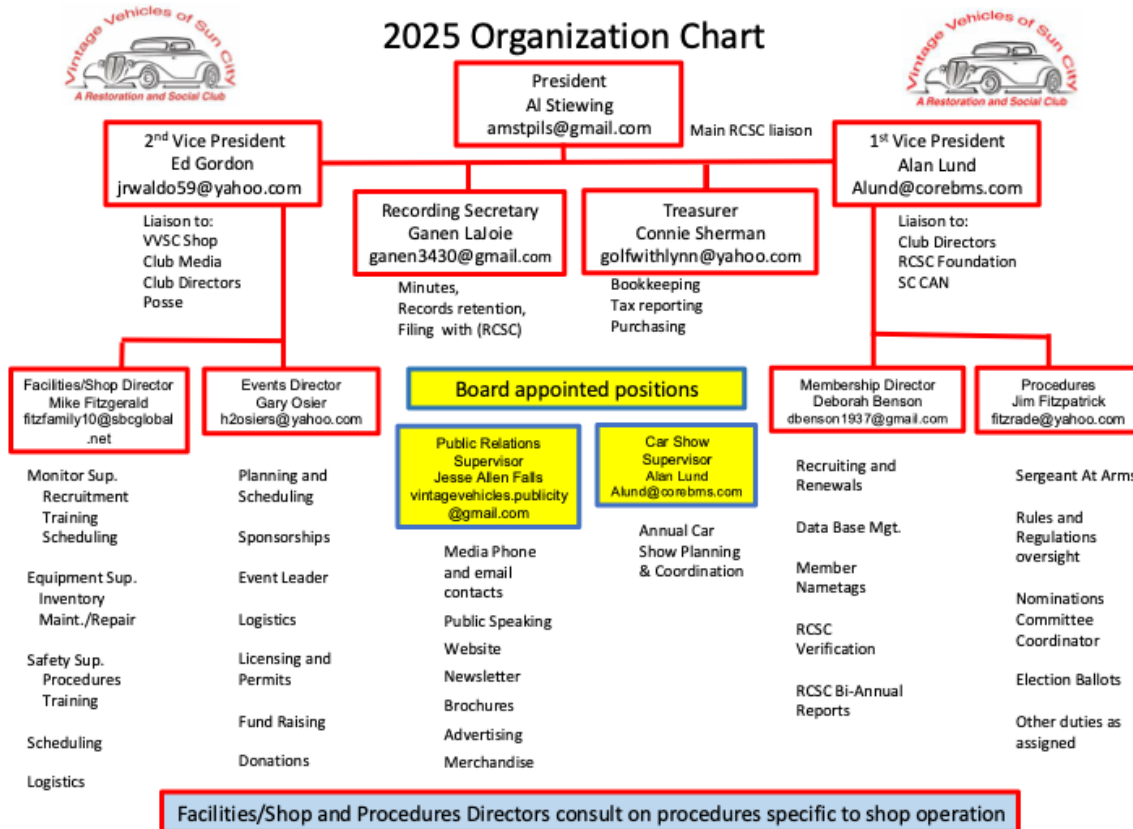 Vintage Vehicles of Sun City
A Restoration and Social Club
2025 Organization Chart
Vintage Vehicles of Sun City
A Restoration and Social Club
President
Al Stiewing
amstpils@gmail.com
Main RCSC liaison
2nd Vice President
Ed Gordon
jrwaldo59@yahoo.com
1st Vice President
Alan Lund
Alund@corebms.com
Liaison to:
VVSC Shop
Club Media
Club Directors
Posse
Recording Secretary
Ganen LaJoie
ganen3430@gmail.com
Minutes,
Records retention,
Filing with (RCSC)
Treasurer
Connie Sherman
golfwithlynn@yahoo.com
Bookkeeping
Tax reporting
Purchasing
Liaison to:
Club Directors
RCSC Foundation
SC CAN
Facilities/Shop Director
Mike Fitzgerald
fitzfamily10@sbcglobal
.net
Monitor Sup.
Recruitment
Training
Scheduling
Equipment Sup.
Inventory
Maint./Repair
Safety Sup.
Procedures
Training
Scheduling
Logistics
Events Director
Gary Osier
h2osiers@yahoo.com
Planning and
Scheduling
Sponsorships
Event Leader
Logistics
Licensing and
Permits
Fund Raising
Donations
Board appointed positions
Public Relations
Supervisor
Jesse Allen Falls
vintagevehicles.publicity
@gmail.com
Media Phone
and email
contacts
Public Speaking
Website
Newsletter
Brochures
Advertising
Merchandise
Car Show
Supervisor
Alan Lund
Alund@corebms.com
Annual Car
Show Planning
& Coordination
Membership Director
Deborah Benson
dbenson1937@gmail.com
Recruiting and
Renewals
Data Base Mgt.
Member
Nametags
RCSC
Verification
RCSC Bi-Annual
Reports
Procedures
Jim Fitzpatrick
fitzrade@yahoo.com
Sergeant At Arms
Rules and
Regulations
oversight
Nominations
Committee
Coordinator
Election Ballots
Other duties as
assigned
Facilities/Shop and Procedures Directors consult on procedures specific to shop operation